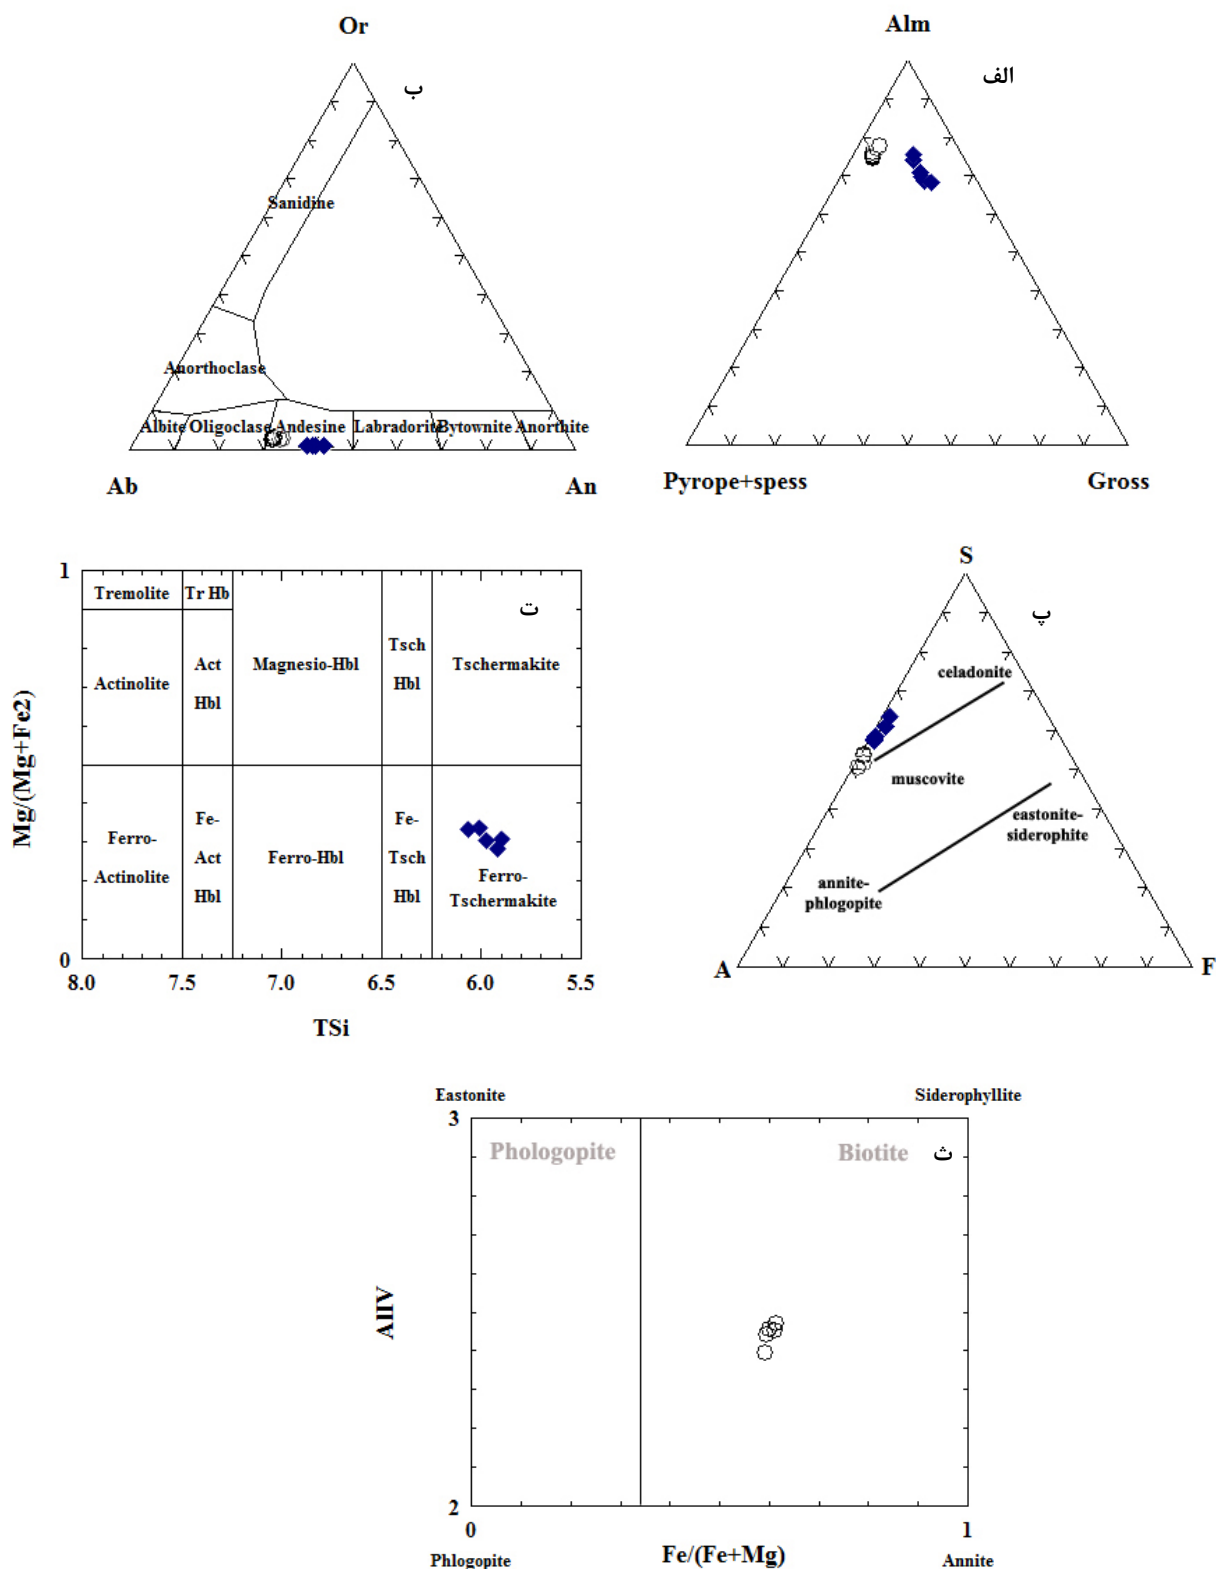 Or
ب
Sanidine
Anorthoclase
Albite Oligoclase Andesine Labradorite Bytownite Anorthite
Ab An
Alm
الف
Pyrope+spess Gross
1
Tremolite Tr Hb ت
Actinolite
Act
Hbl
Magnesio-Hbl
Tsch
Hbl
Tschermakite
Mg/(Mg+Fe2)
Ferro-
Actinolite
Fe-
Act
Hbl
Ferro-Hbl
Fe-
Tsch
Hbl
Ferro-
Tschermakite
0
8.0 7.5 7.0 6.5 6.0 5.5
TSi
S
پ
celadonite
muscovite
eastonite-
siderophite
annite-
phlogopite
A F
Eastonite Siderophyllite
3
Phologopite Biotite ث
AlIV
2
0 1
Phlogopite Fe/(Fe+Mg) Annite